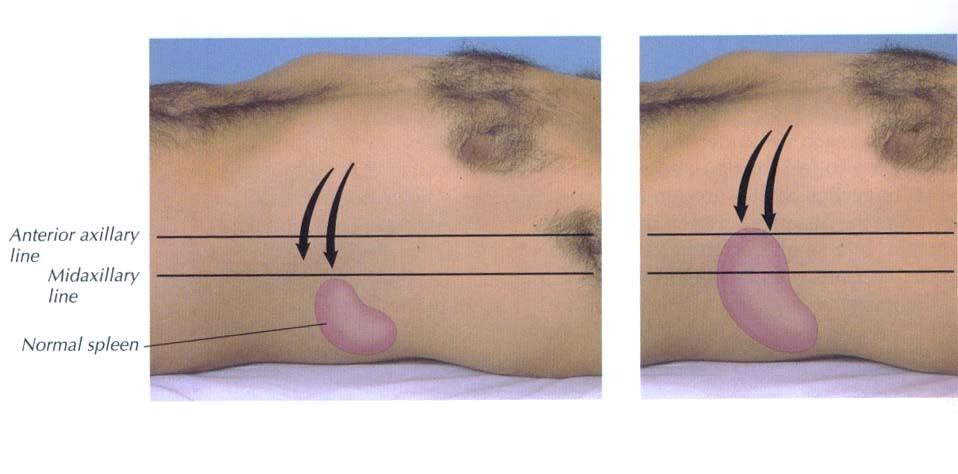 Anterior axillary
line
Midaxillary
line
Normal spleen